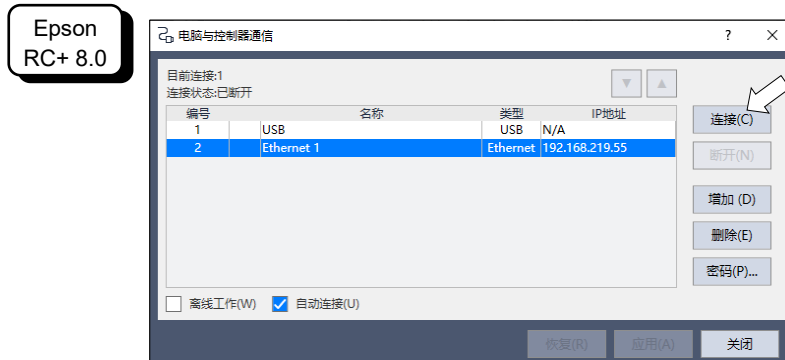 Epson
RC+ 8.0
电脑与控制器通信
?
目前连接:1
连接状态:已断开
▼ ▲
编号 名称 类型 IP地址
1 USB USB N/A
2 Ethernet 1 Ethernet 192.168.219.55
连接(C)
断开(N)
增加 (D)
删除(E)
密码(P)...
离线工作(W) 自动连接(U)
恢复(R) 应用(A) 关闭